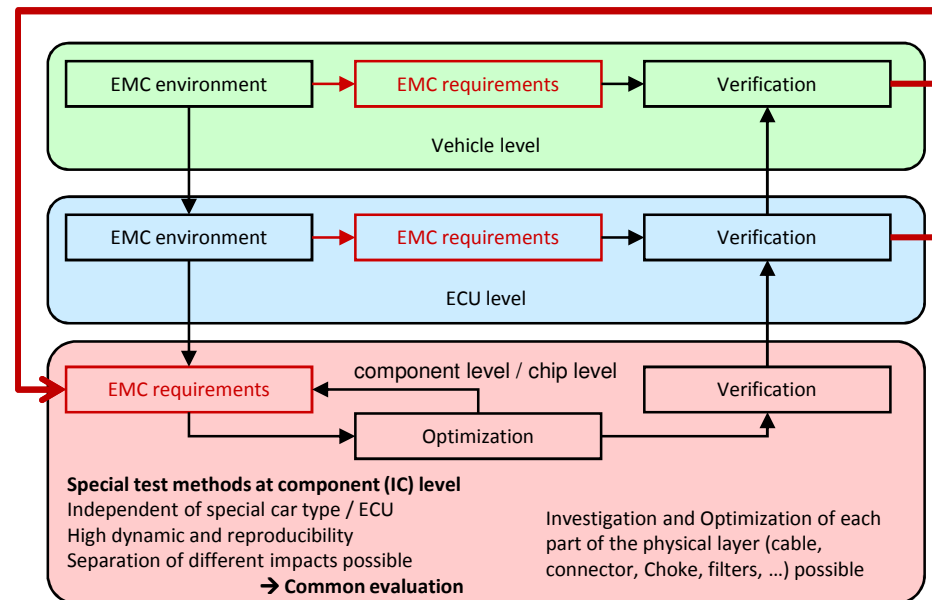 EMC environment
EMC requirements
Verification
Vehicle level
EMC environment
EMC requirements
Verification
ECU level
component level / chip level
EMC requirements
Verification
Optimization
Special test methods at component (IC) level
Independent of special car type / ECU
High dynamic and reproducibility
Separation of different impacts possible
→ Common evaluation
Investigation and Optimization of each
part of the physical layer (cable,
connector, Choke, filters, …) possible